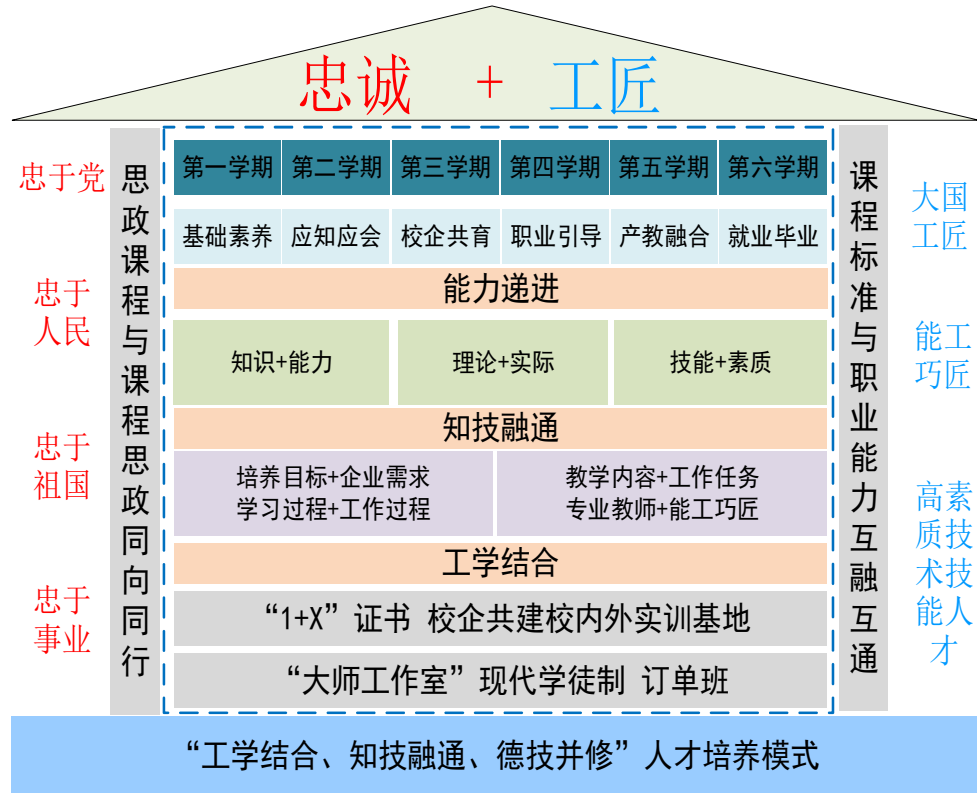 忠诚 + 工匠
忠于党
忠于
人民
忠于
祖国
忠于
事业
思政课程与课程思政同向同行
第一学期 第二学期 第三学期 第四学期 第五学期 第六学期
基础素养 应知应会 校企共育 职业引导 产教融合 就业毕业
能力递进
知识+能力 理论+实际 技能+素质
知技融通
培养目标+企业需求
学习过程+工作过程
教学内容+工作任务
专业教师+能工巧匠
工学结合
“1+X”证书 校企共建校内外实训基地
“大师工作室”现代学徒制 订单班
课程标准与职业能力互融互通
大国
工匠
能工
巧匠
高素
质技
术技
能人
才
“工学结合、知技融通、德技并修”人才培养模式